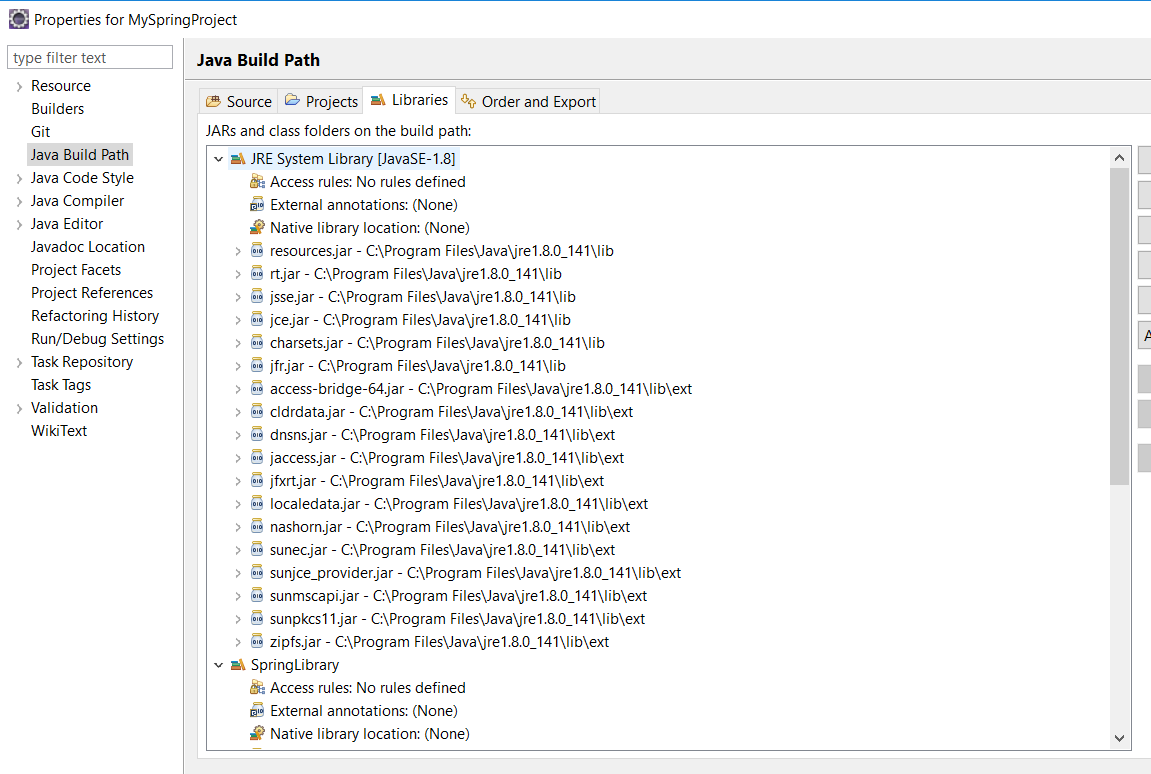 Properties for MySpringProject
type filter text
Resource
Builders
Git
Java Build Path
Java Code Style
Java Compiler
Java Editor
Javadoc Location
Project Facets
Project References
Refactoring History
Run/Debug Settings
Task Repository
Task Tags
Validation
WikiText
Java Build Path
Source Projects Libraries Order and Export
JARs and class folders on the build path:
JRE System Library [JavaSE-1.8]
Access rules: No rules defined
External annotations: (None)
Native library location: (None)
resources.jar - C:\Program Files\Java\jre1.8.0_141\lib
rt.jar - C:\Program Files\Java\jre1.8.0_141\lib
jsse.jar - C:\Program Files\Java\jre1.8.0_141\lib
jce.jar - C:\Program Files\Java\jre1.8.0_141\lib
charsets.jar - C:\Program Files\Java\jre1.8.0_141\lib
jfr.jar - C:\Program Files\Java\jre1.8.0_141\lib
access-bridge-64.jar - C:\Program Files\Java\jre1.8.0_141\lib\ext
cldrdata.jar - C:\Program Files\Java\jre1.8.0_141\lib\ext
dnsns.jar - C:\Program Files\Java\jre1.8.0_141\lib\ext
jaccess.jar - C:\Program Files\Java\jre1.8.0_141\lib\ext
jfxrt.jar - C:\Program Files\Java\jre1.8.0_141\lib\ext
localedata.jar - C:\Program Files\Java\jre1.8.0_141\lib\ext
nashorn.jar - C:\Program Files\Java\jre1.8.0_141\lib\ext
sunec.jar - C:\Program Files\Java\jre1.8.0_141\lib\ext
sunjce_provider.jar - C:\Program Files\Java\jre1.8.0_141\lib\ext
sunmscapi.jar - C:\Program Files\Java\jre1.8.0_141\lib\ext
sunpkcs11.jar - C:\Program Files\Java\jre1.8.0_141\lib\ext
zipfs.jar - C:\Program Files\Java\jre1.8.0_141\lib\ext
SpringLibrary
Access rules: No rules defined
External annotations: (None)
Native library location: (None)